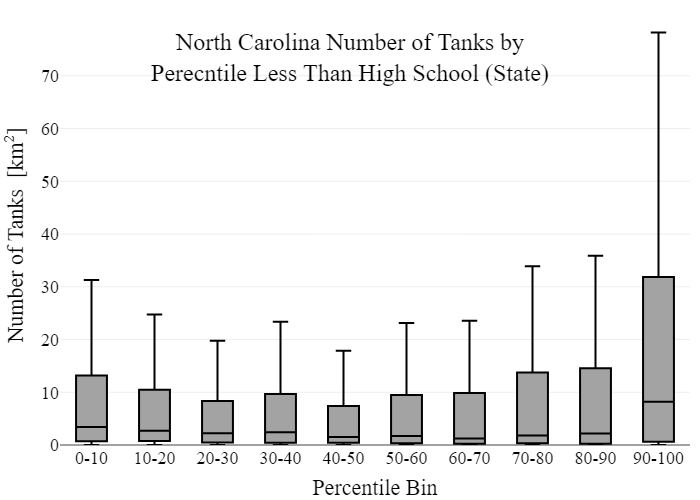 North Carolina Number of Tanks by
Perecntile Less Than High School (State)
Number of Tanks [km²]
70
60
50
40
30
20
10
0
0-10 10-20 20-30 30-40 40-50 50-60 60-70 70-80 80-90 90-100
Percentile Bin